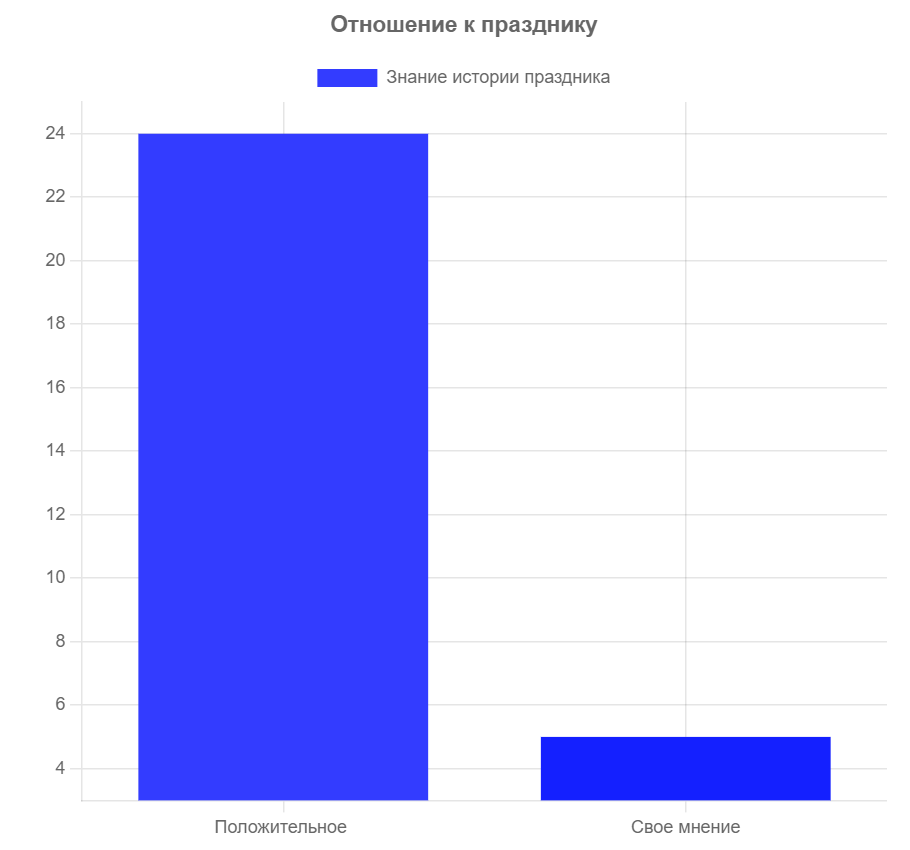 Отношение к празднику
Знание истории праздника
24
22
20
18
16
14
12
10
8
6
4
Положительное
Свое мнение